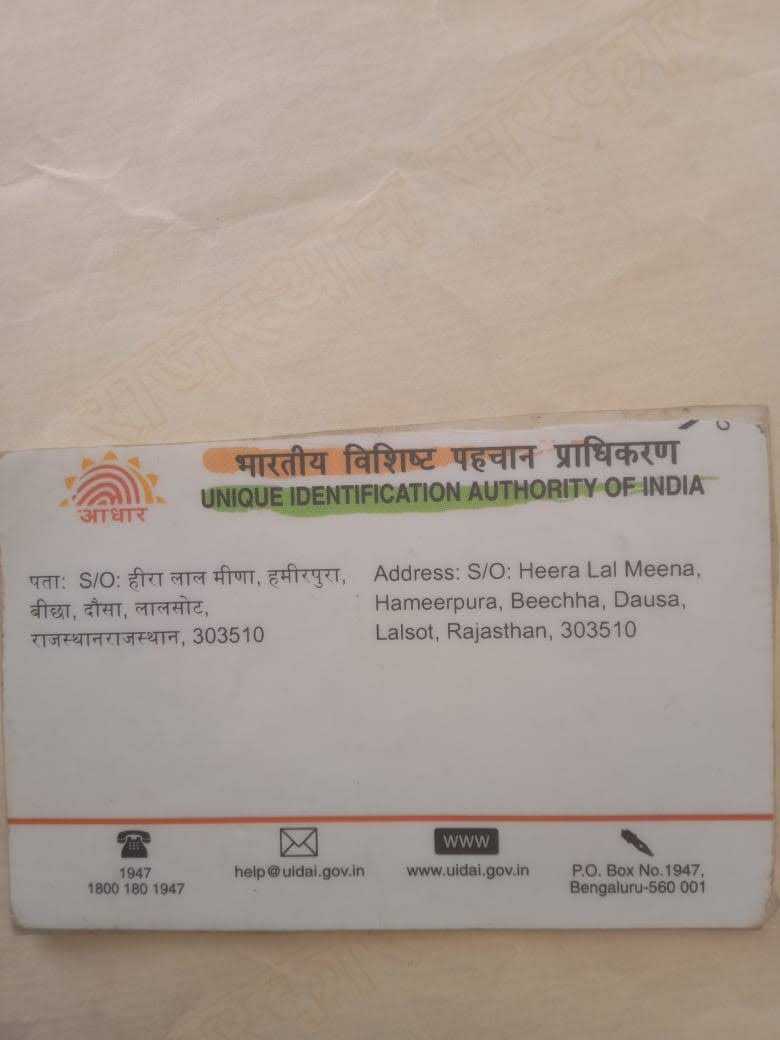 भारतीय विशिष्ट पहचान प्राधिकरण
UNIQUE IDENTIFICATION AUTHORITY OF INDIA
आधार
पता: S/O: हीरा लाल मीणा, हमीरपुरा,
बीछा, दौसा, लालसोट,
राजस्थानराजस्थान, 303510
Address: S/O: Heera Lal Meena,
Hameerpura, Beechha, Dausa,
Lalsot, Rajasthan, 303510
1947
1800 180 1947
help@uidai.gov.in
www
www.uidai.gov.in
P.O. Box No.1947,
Bengaluru-560 001